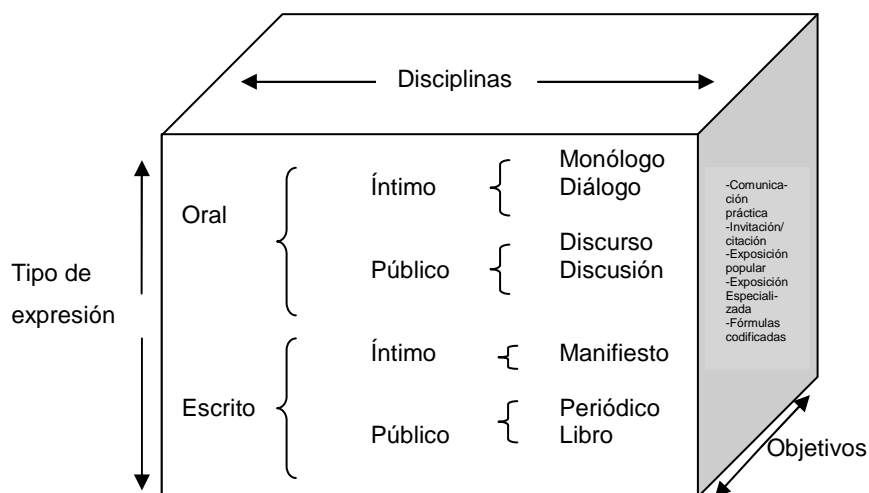 Disciplinas
Tipo de
expresión
Oral
Íntimo
Monólogo
Diálogo
Público
Discurso
Discusión
Escrito
Íntimo
Manifiesto
Público
Periódico
Libro
-Comunica-
ción
práctica
-Invitación/
citación
-Exposición
popular
-Exposición
Especiali-
zada
-Fórmulas
codificadas
Objetivos